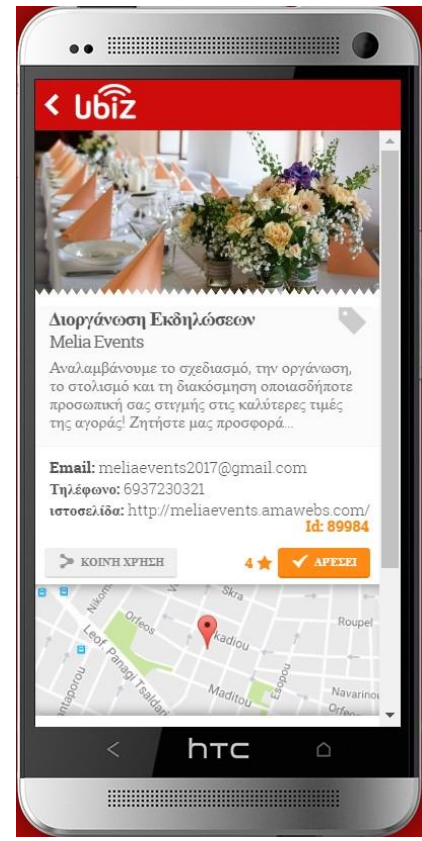 ubiz
Διοργάνωση Εκδηλώσεων
Melia Events
Αναλαμβάνουμε το σχεδιασμό, την οργάνωση,
το στολισμό και τη διακόσμηση οποιασδήποτε
προσωπική σας στιγμής στις καλύτερες τιμές
της αγοράς! Ζητήστε μας προσφορά...
Email: meliaevents2017@gmail.com
Τηλέφωνο: 6937230321
ιστοσελίδα: http://meliaevents.amawebs.com/
Id: 89984
ΚΟΙΝΗ ΧΡΗΣΗ 4 ΑΡΕΣΕΙ
Skra
Orfeos
Roupel
kadiou
Leof. Panagi Tsaldari
Maditou
Esopou
Navarinou
hTC